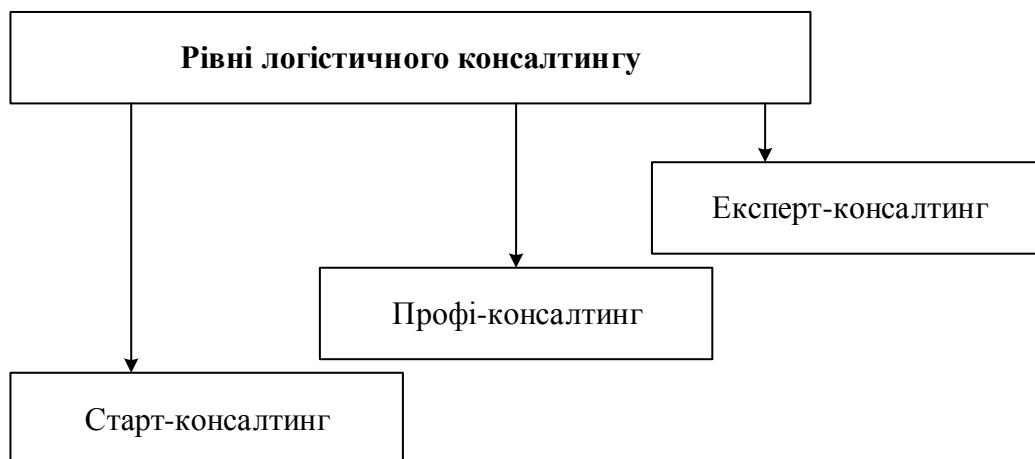 Рівні логістичного консалтингу
Експерт-консалтинг
Профі-консалтинг
Старт-консалтинг